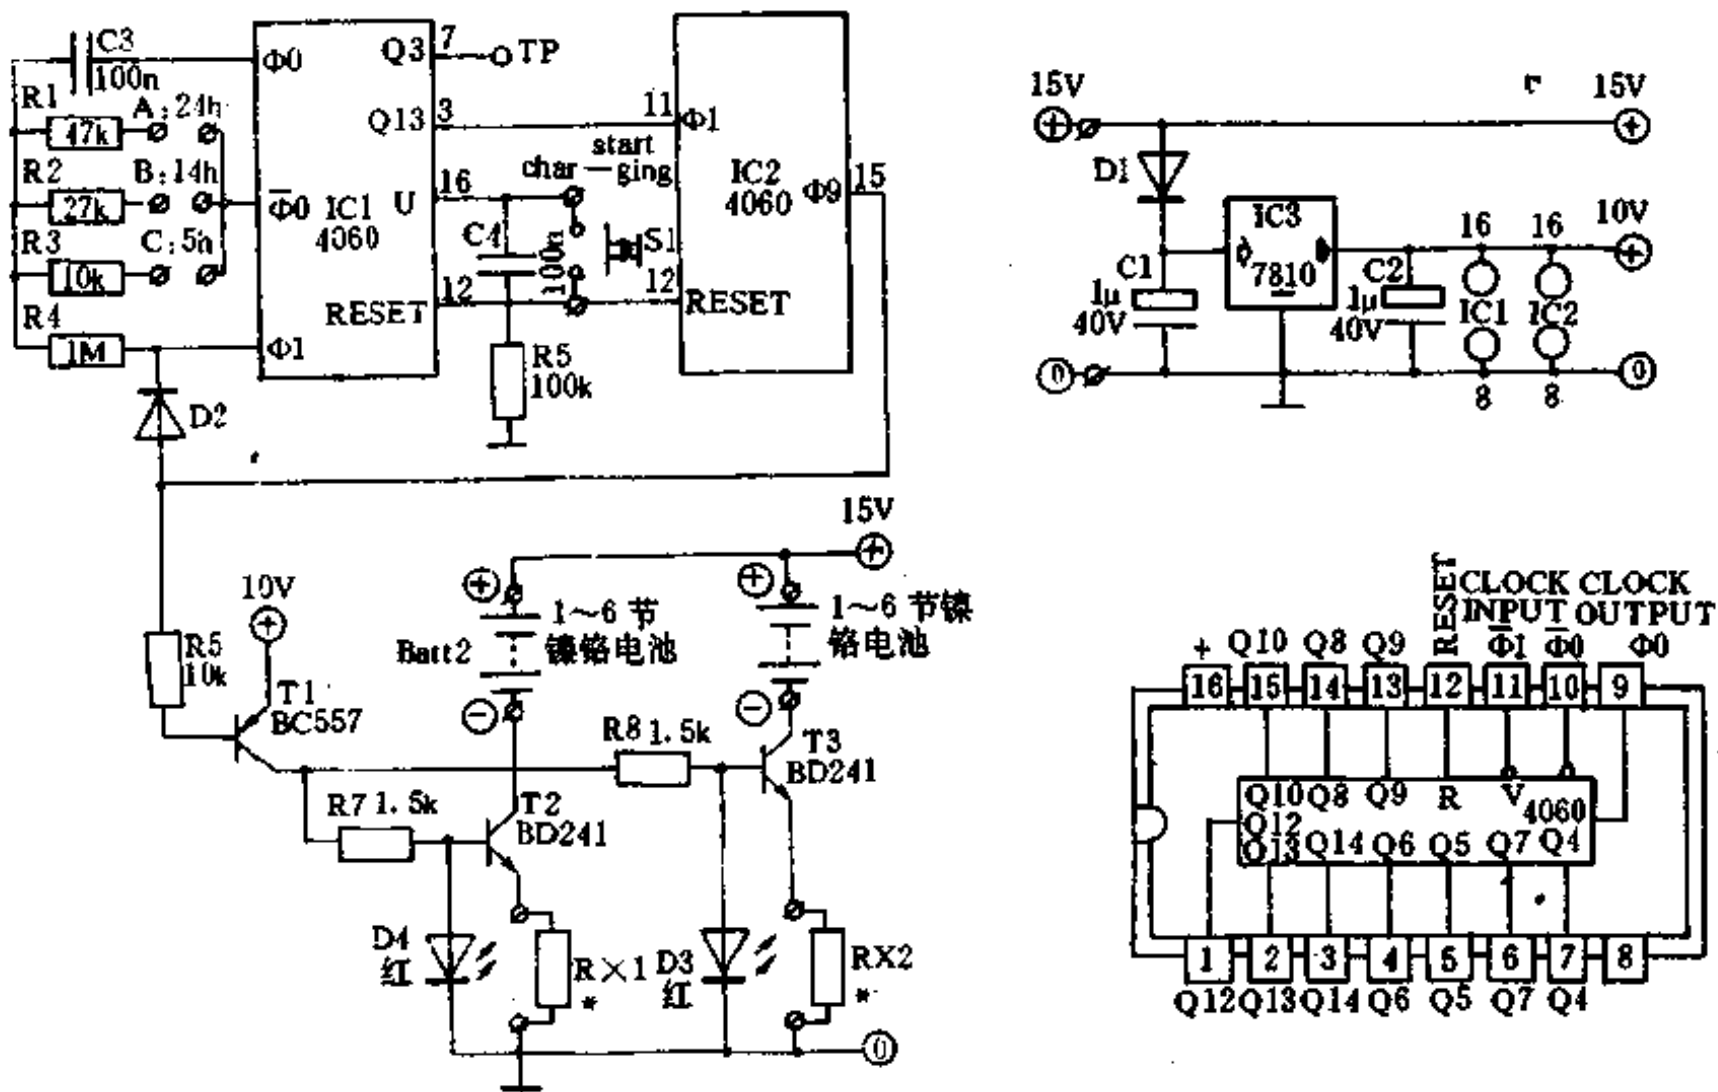 C3
100n
Φ0
Q3
7
TP
R1
47k
A:24h
Q13
3
11
Φ1
R2
27k
B:14h
Φ0
IC1
4060
U
16
start
char-ging
IC2
4060
Φ9
15
R3
10k
C:5h
C4
100n
S1
R4
1M
Φ1
RESET
12
12
RESET
R5
100k
D2
15V
15V
D1
IC3
7810
10V
C1
1μ
40V
C2
1μ
40V
16
16
IC1
IC2
8
8
0
0
15V
10V
R5
10k
T1
BC557
Batt2
1~6 节
镍铬电池
1~6 节镍
铬电池
R8 1.5k
T3
BD241
R7 1.5k
T2
BD241
D4
红
R×1
*
D3
红
RX2
*
0
RESET
CLOCK
INPUT
CLOCK
OUTPUT
+
Q10
Q8
Q9
Φ1
Φ0
Φ0
16
15
14
13
12
11
10
9
Q10
Q8
Q9
R
V
4060
Q12
Q13
Q14
Q6
Q5
Q7
Q4
1
2
3
4
5
6
7
8
Q12
Q13
Q14
Q6
Q5
Q7
Q4